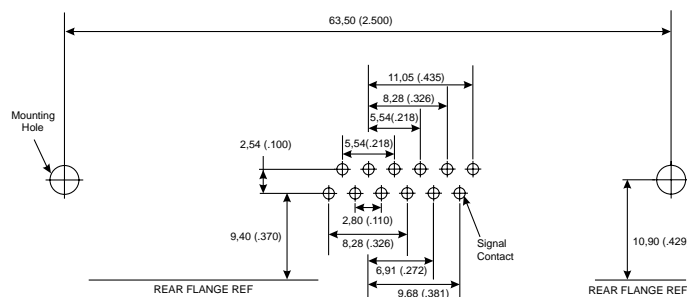 63,50 (2.500)
11,05 (.435)
8,28 (.326)
5,54(.218)
Mounting
Hole
2,54 (.100)
5,54(.218)
2,80 (.110)
9,40 (.370)
8,28 (.326)
Signal
Contact
10,90 (.429
6,91 (.272)
REAR FLANGE REF
REAR FLANGE REF
9,68 (.381)